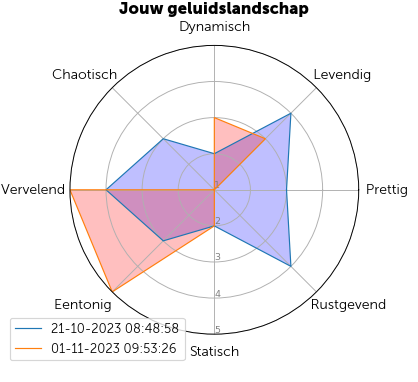 Jouw geluidslandschap
Dynamisch
Chaotisch
Levendig
Vervelend
Prettig
1
2
3
4
5
Eentonig
Rustgevend
Statisch
21-10-2023 08:48:58
01-11-2023 09:53:26